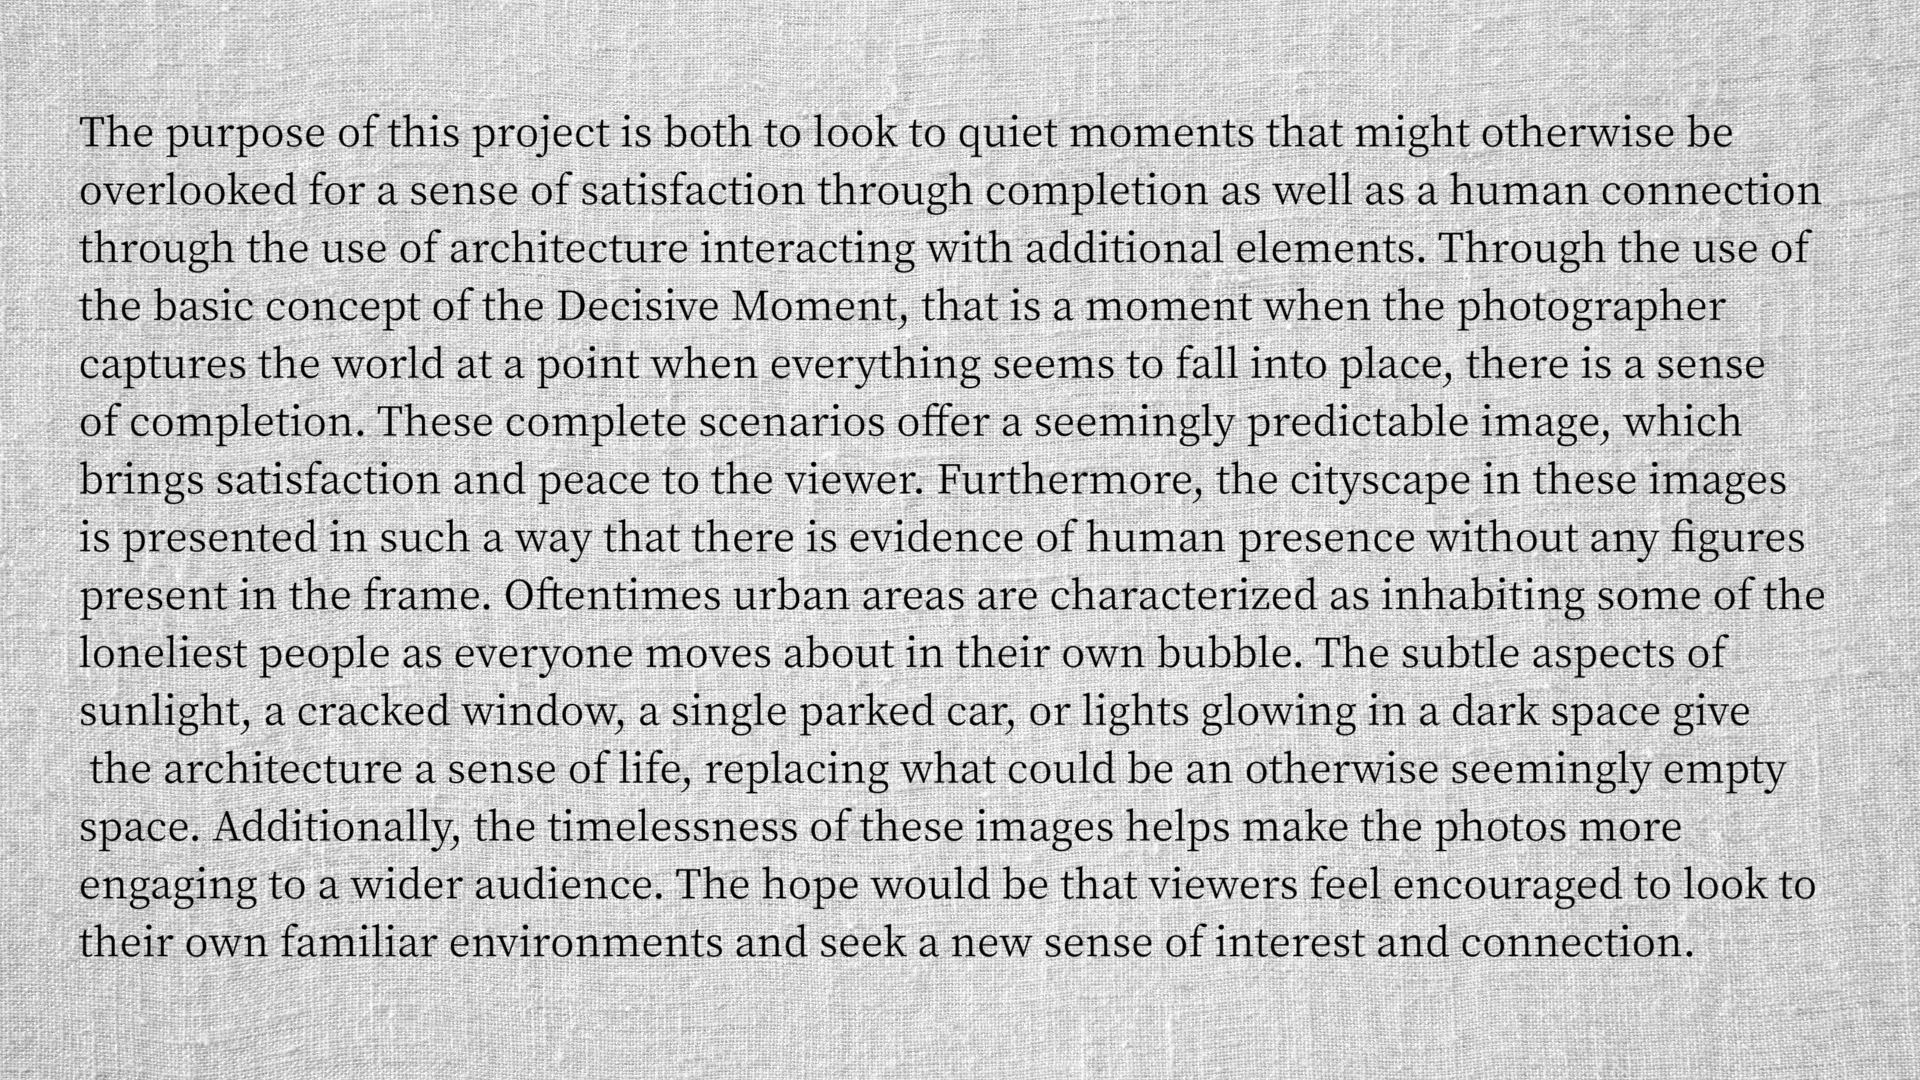 The purpose of this project is both to look to quiet moments that might otherwise be
overlooked for a sense of satisfaction through completion as well as a human connection
through the use of architecture interacting with additional elements. Through the use of
the basic concept of the Decisive Moment, that is a moment when the photographer
captures the world at a point when everything seems to fall into place, there is a sense
of completion. These complete scenarios offer a seemingly predictable image, which
brings satisfaction and peace to the viewer. Furthermore, the cityscape in these images
is presented in such a way that there is evidence of human presence without any figures
present in the frame. Oftentimes urban areas are characterized as inhabiting some of the
loneliest people as everyone moves about in their own bubble. The subtle aspects of
sunlight, a cracked window, a single parked car, or lights glowing in a dark space give
the architecture a sense of life, replacing what could be an otherwise seemingly empty
space. Additionally, the timelessness of these images helps make the photos more
engaging to a wider audience. The hope would be that viewers feel encouraged to look to
their own familiar environments and seek a new sense of interest and connection.